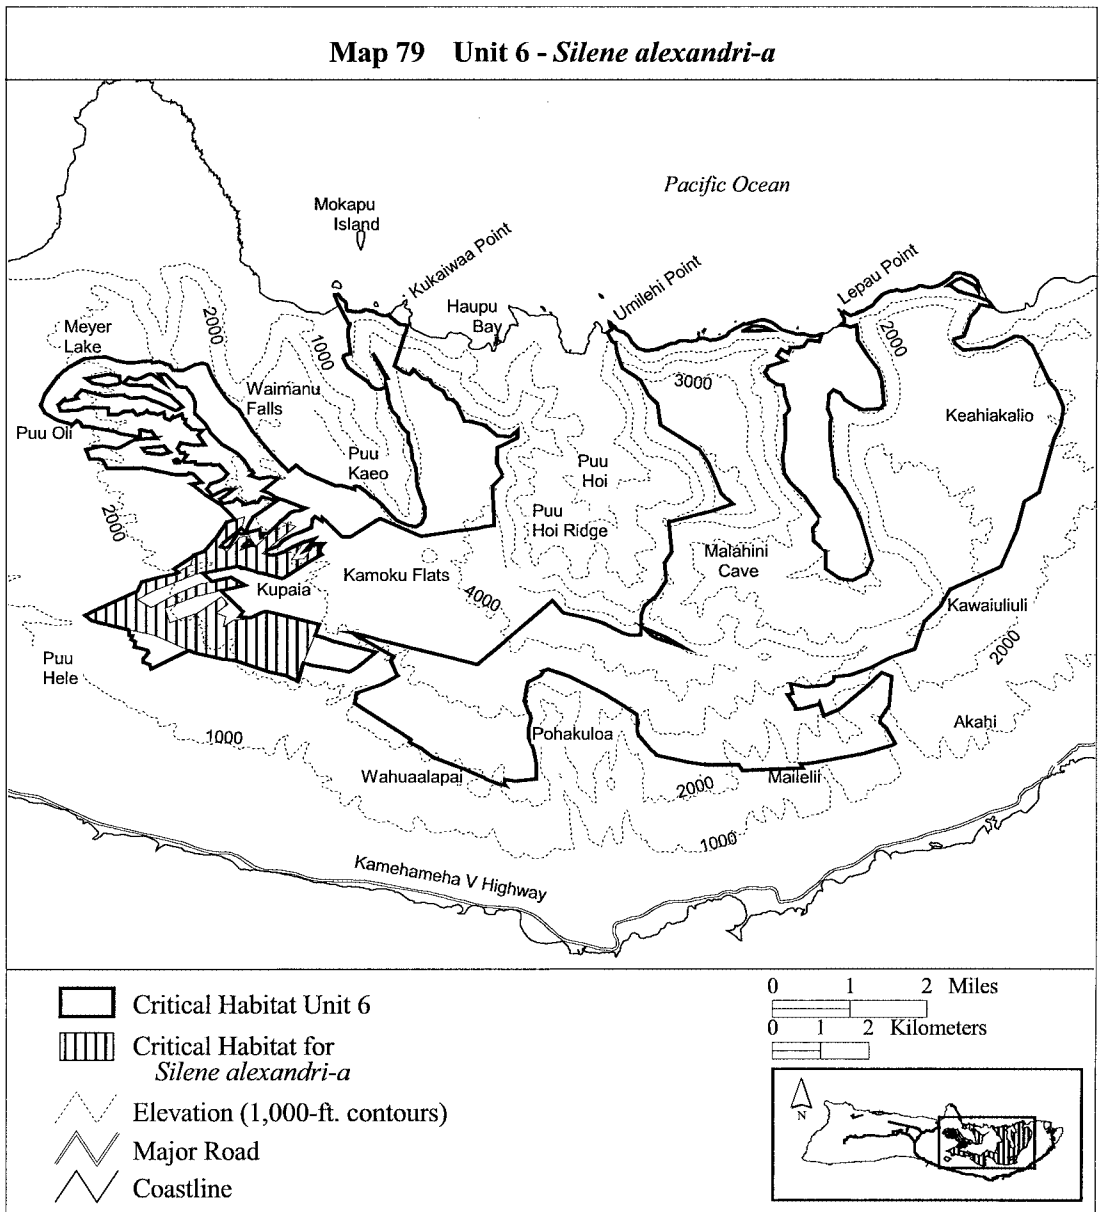 Map 79 Unit 6 - Silene alexandri-a
Pacific Ocean
Mokapu
Island
Kukaiwaa Point
Haupu
Bay
Umilehi Point
Lepau Point
Meyer
Lake
2000
1000
2000
3000
Waimanu
Falls
Keahiakalio
Puu Oli
Puu
Kaeo
Puu
Hoi
2000
Puu
Hoi Ridge
Malahini
Cave
Kamoku Flats
Kupaia
4000
Kawaiuliuli
2000
Puu
Hele
1000
Pohakuloa
Akahi
Wahuaalapai
Mailelii
2000
1000
Kamehameha V Highway
Critical Habitat Unit 6
Critical Habitat for
Silene alexandri-a
Elevation (1,000-ft. contours)
Major Road
Coastline
0 1 2 Miles
0 1 2 Kilometers
N